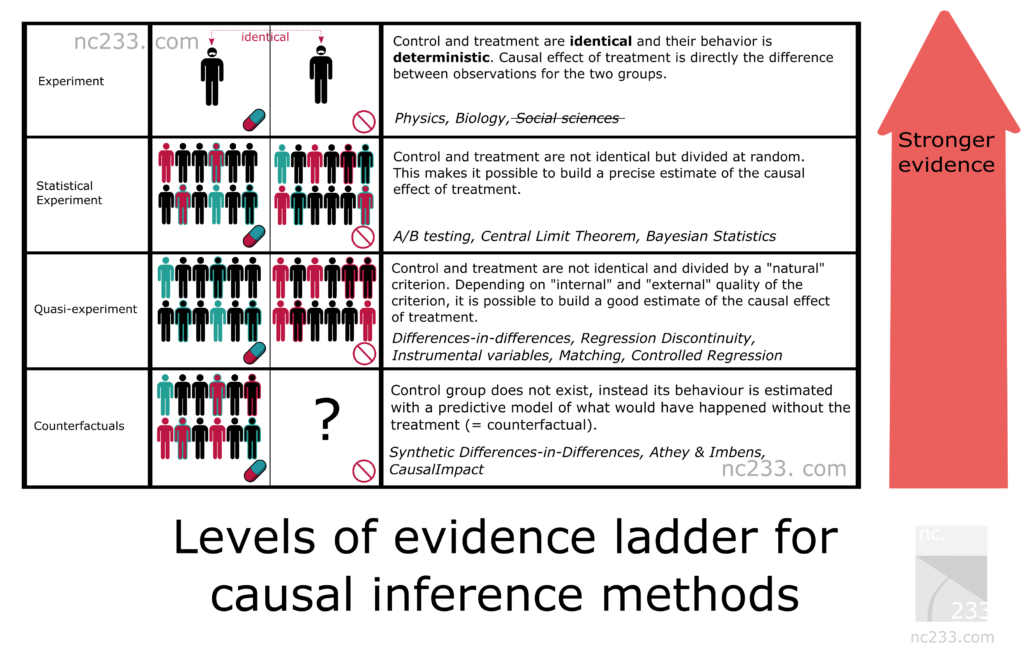 nc233. com
identical
Experiment
Control and treatment are identical and their behavior is
deterministic. Causal effect of treatment is directly the difference
between observations for the two groups.
Physics, Biology, Social sciences
Statistical
Experiment
Control and treatment are not identical but divided at random.
This makes it possible to build a precise estimate of the causal
effect of treatment.
A/B testing, Central Limit Theorem, Bayesian Statistics
Quasi-experiment
Control and treatment are not identical and divided by a "natural"
criterion. Depending on "internal" and "external" quality of the
criterion, it is possible to build a good estimate of the causal effect
of treatment.
Differences-in-differences, Regression Discontinuity,
Instrumental variables, Matching, Controlled Regression
Counterfactuals
?
Control group does not exist, instead its behaviour is estimated
with a predictive model of what would have happened without the
treatment (= counterfactual).
Synthetic Differences-in-Differences, Athey & Imbens,
CausalImpact
nc233. com
Stronger
evidence
Levels of evidence ladder for
causal inference methods
nc.
233
nc233.com